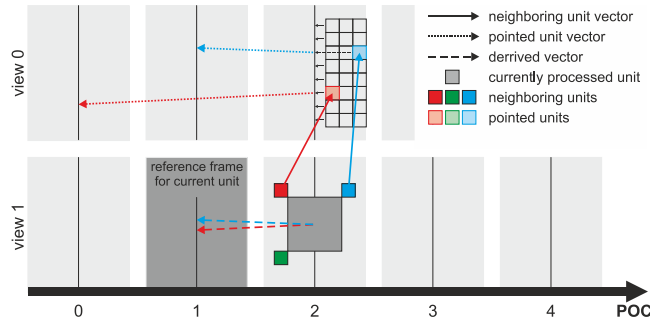 view 0
neighboring unit vector
pointed unit vector
derived vector
currently processed unit
neighboring units
pointed units
view 1
reference frame
for current unit
0 1 2 3 4 POC